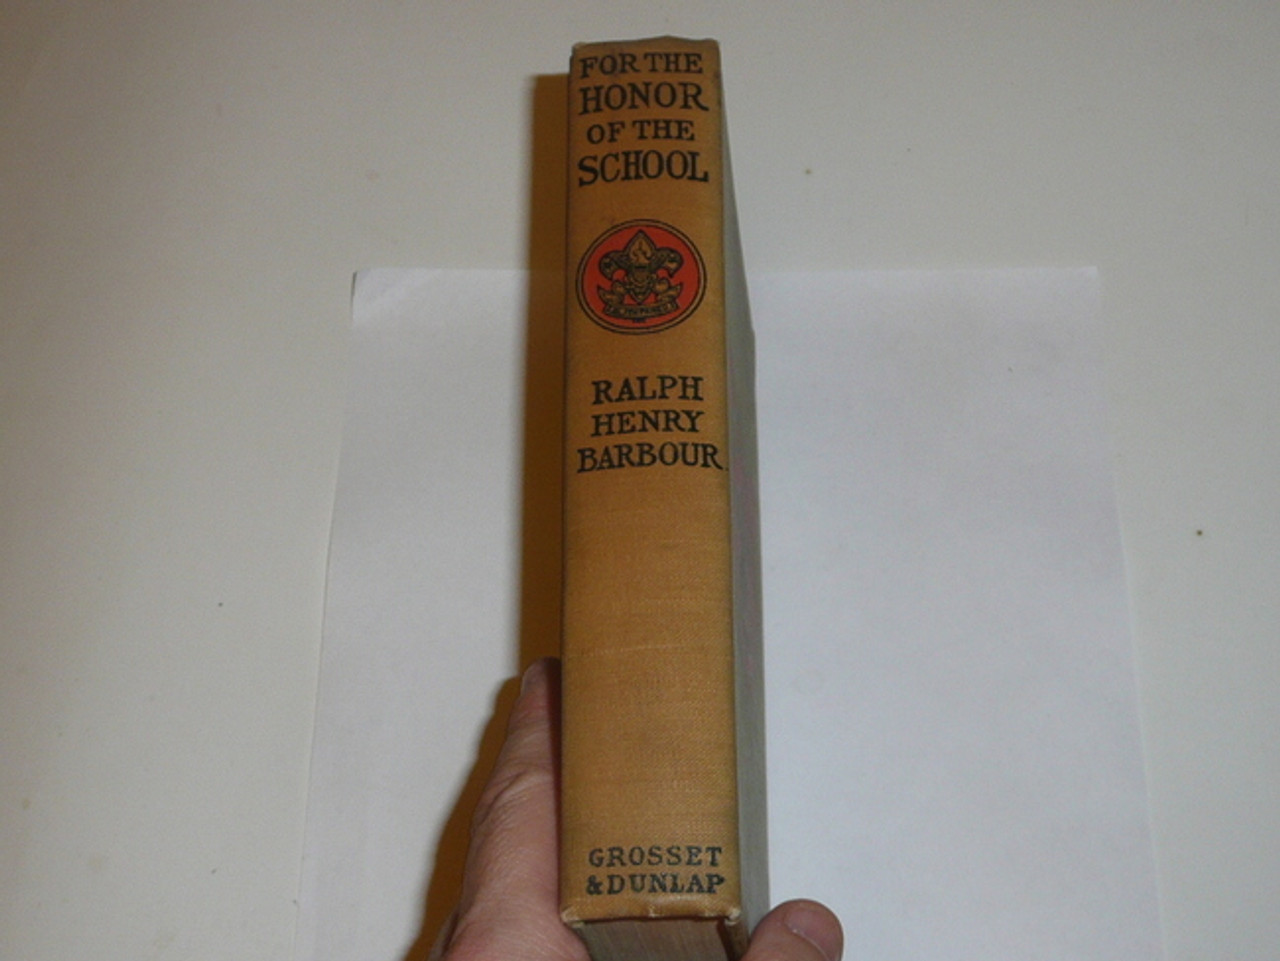 FOR THE
HONOR
OF THE
SCHOOL
RALPH
HENRY
BARBOUR
GROSSET
& DUNLAP